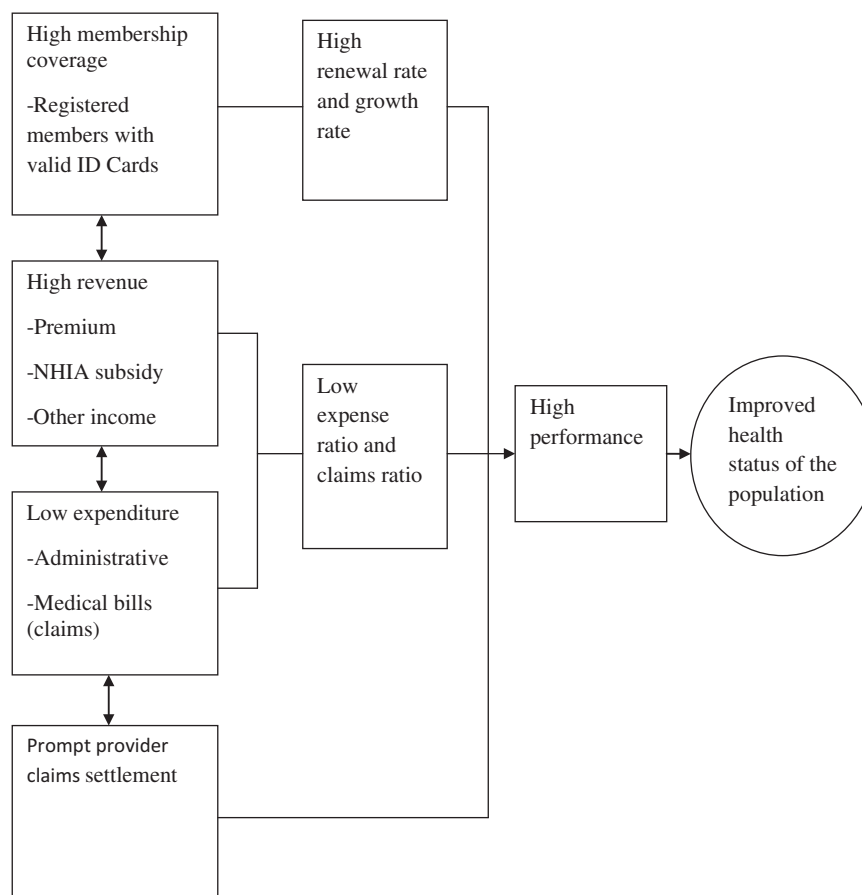 High membership
coverage
-Registered
members with
valid ID Cards
High
renewal rate
and growth
rate
High revenue
-Premium
-NHIA subsidy
-Other income
Low
expense
ratio and
claims ratio
High
performance
Improved
health
status of the
population
Low expenditure
-Administrative
-Medical bills
(claims)
Prompt provider
claims settlement